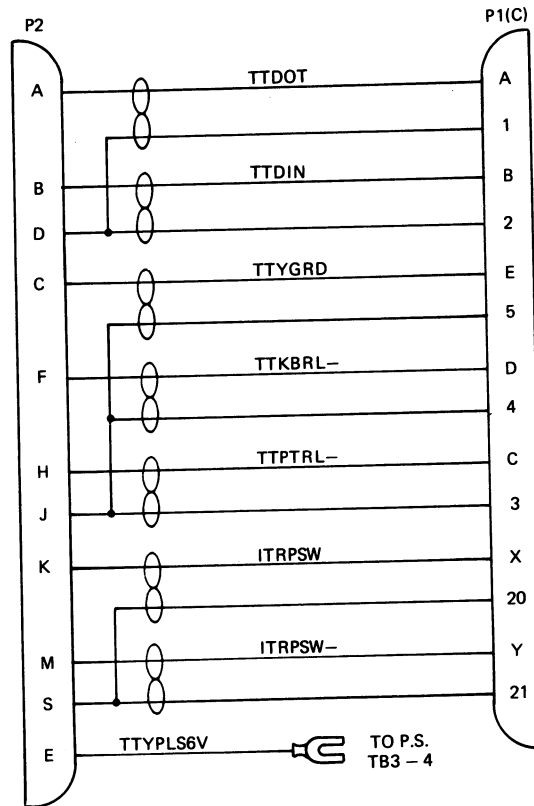 P2 P1(C)
A TTDOT A
1
B TTDIN B
D 2
C TTYGRD E
5
F TTKBRL– D
4
H TTPTRL– C
J 3
K ITRPSW X
20
M ITRPSW– Y
S 21
E TTYPLS6V TO P.S.
TB3 – 4